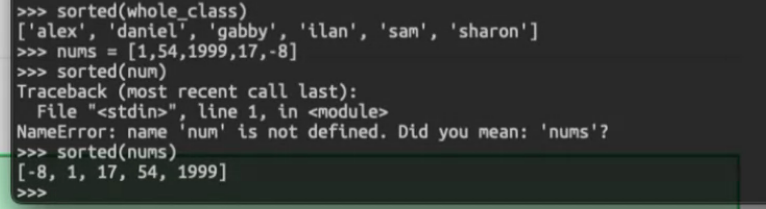 >>> sorted(whole_class)
['alex', 'daniel', 'gabby', 'ilan', 'sam', 'sharon']
>>> nums = [1,54,1999,17,-8]
>>> sorted(num)
Traceback (most recent call last):
  File "<stdin>", line 1, in <module>
NameError: name 'num' is not defined. Did you mean: 'nums'?
>>> sorted(nums)
[-8, 1, 17, 54, 1999]
>>>